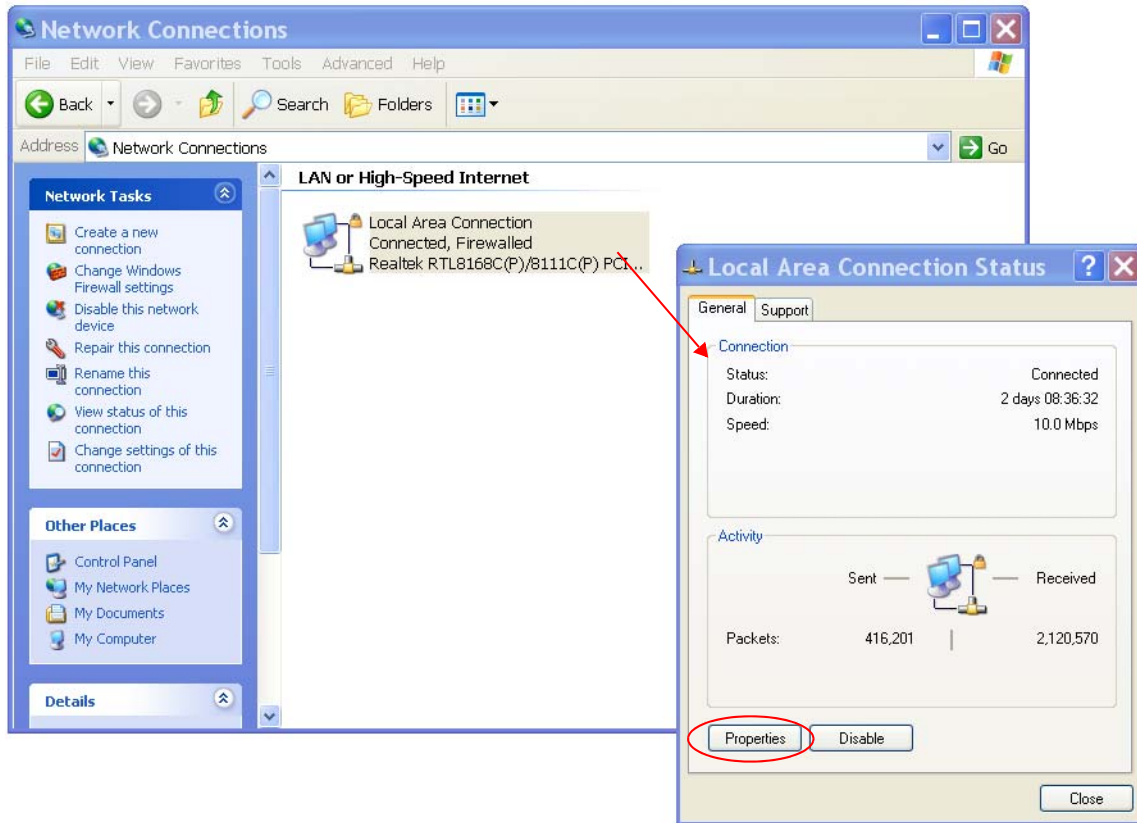 Network Connections
File Edit View Favorites Tools Advanced Help
Back Search Folders
Address Network Connections Go
Network Tasks
Create a new
connection
Change Windows
Firewall settings
Disable this network
device
Repair this connection
Rename this
connection
View status of this
connection
Change settings of this
connection
Other Places
Control Panel
My Network Places
My Documents
My Computer
Details
LAN or High-Speed Internet
Local Area Connection
Connected, Firewalled
Realtek RTL8168C(P)/8111C(P) PCI...
Local Area Connection Status
General Support
Connection
Status: Connected
Duration: 2 days 08:36:32
Speed: 10.0 Mbps
Activity
Sent Received
Packets: 416,201 2,120,570
Properties Disable
Close